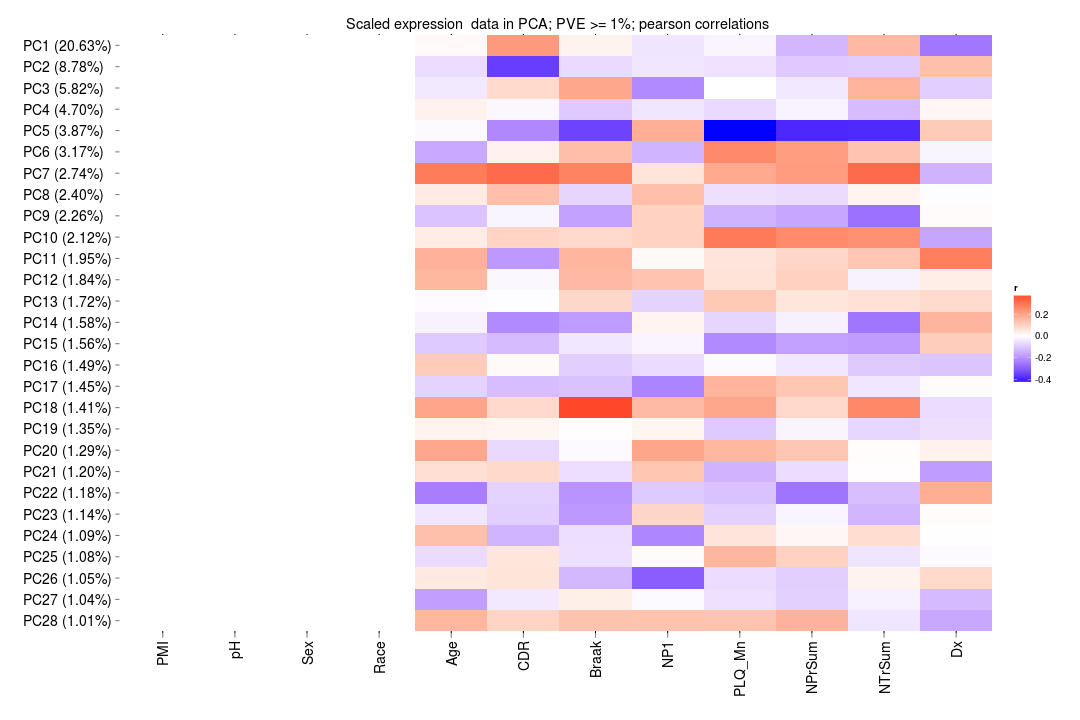 Scaled expression  data in PCA; PVE >= 1%; pearson correlations
PC1 (20.63%)
PC2 (8.78%)
PC3 (5.82%)
PC4 (4.70%)
PC5 (3.87%)
PC6 (3.17%)
PC7 (2.74%)
PC8 (2.40%)
PC9 (2.26%)
PC10 (2.12%)
PC11 (1.95%)
PC12 (1.84%)
PC13 (1.72%)
PC14 (1.58%)
PC15 (1.56%)
PC16 (1.49%)
PC17 (1.45%)
PC18 (1.41%)
PC19 (1.35%)
PC20 (1.29%)
PC21 (1.20%)
PC22 (1.18%)
PC23 (1.14%)
PC24 (1.09%)
PC25 (1.08%)
PC26 (1.05%)
PC27 (1.04%)
PC28 (1.01%)
PMI
pH
Sex
Race
Age
CDR
Braak
NP1
PLQ_Mn
NPrSum
NTrSum
Dx
r
0.2
0.0
-0.2
-0.4